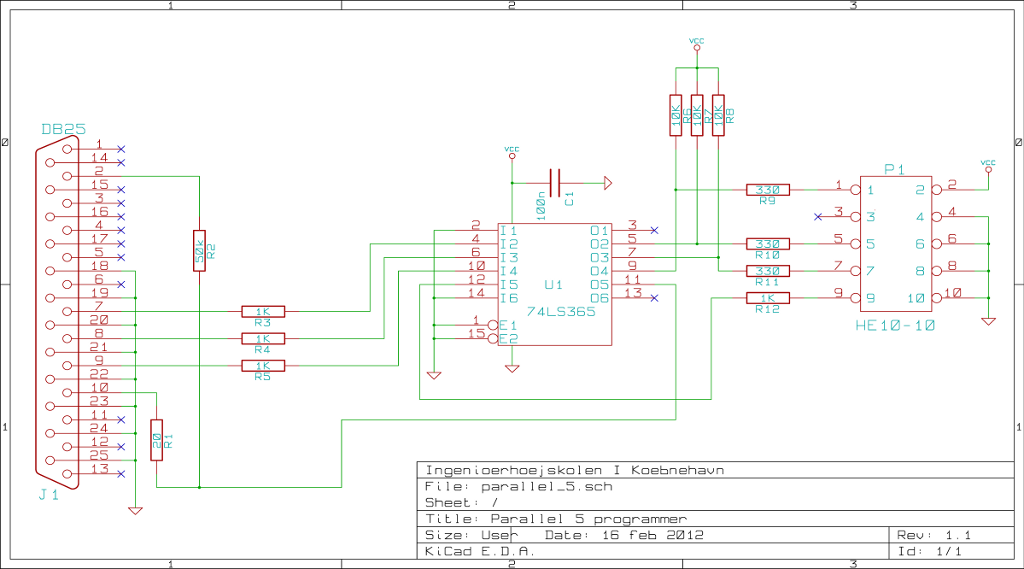 1 2 3
0 0
1 1
DB25
1
14
2
15
3
16
4
17
5
18
6
19
7
20
8
21
9
22
10
23
11
24
12
25
13
J1
50k R2
1K
R3
1K
R4
1K
R5
20 R1
VCC
100n C1
2 I1 O1 3
4 I2 O2 5
6 I3 O3 7
10 I4 O4 9
12 I5 U1 O5 11
14 I6 O6 13
74LS365
1 E1
15 E2
VCC
10K R6 10K R7 10K R8
330
R9
330
R10
330
R11
1K
R12
P1
VCC
1 1 2 2
3 3 4 4
5 5 6 6
7 7 8 8
9 9 10 10
HE10-10
Ingenioerhoejskolen I Koebnehavn
File: parallel_5.sch
Sheet: /
Title: Parallel 5 programmer
Size: User Date: 16 feb 2012 Rev: 1.1
KiCad E.D.A. Id: 1/1
1 2 3